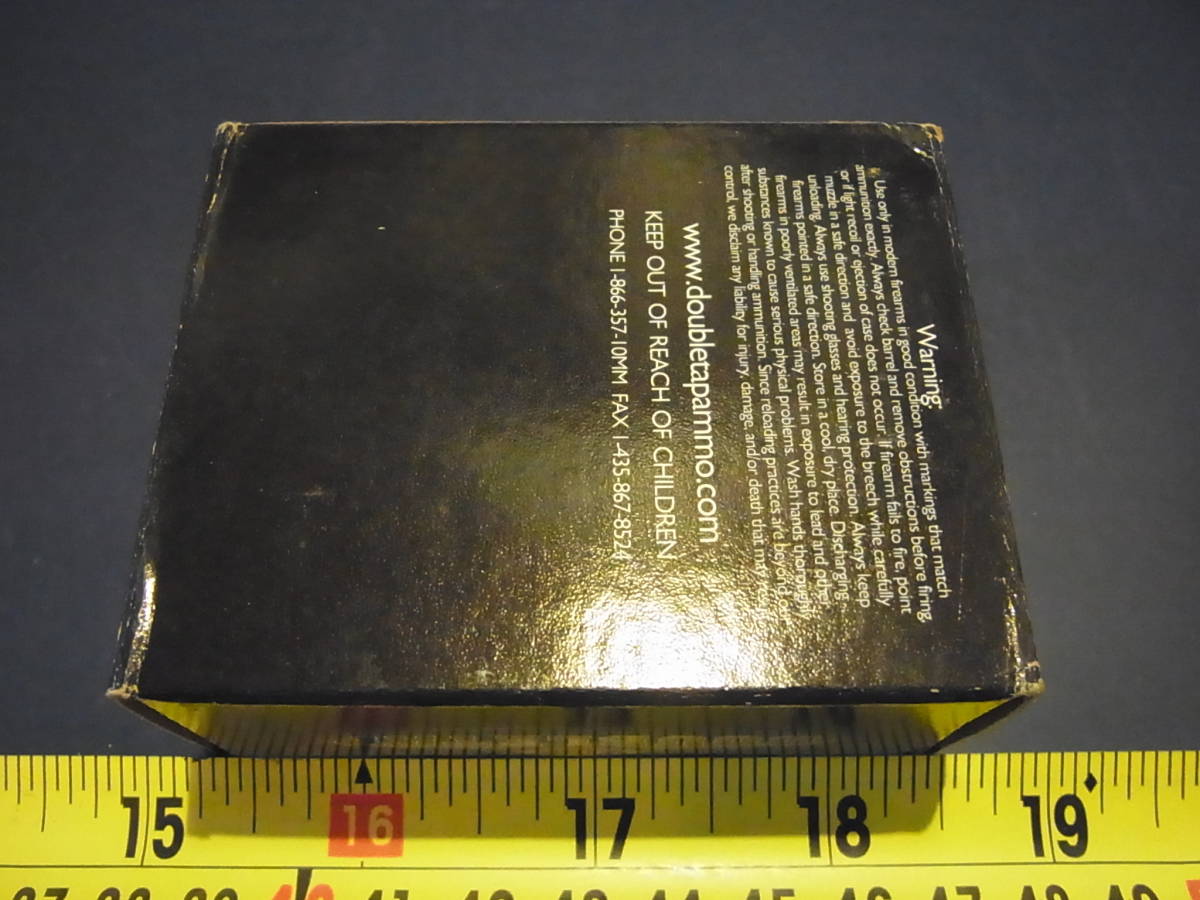 Warning:
Use only in modern firearms in good condition with markings that match
ammunition exactly. Always check barrel and remove obstructions before firing.
or if light recoil or ejection of case does not occur. If firearm fails to fire, point
muzzle in a safe direction and avoid exposure to the breech while carefully
unloading. Always use shooting glasses and hearing protection. Always keep
firearms pointed in a safe direction. Store in a cool, dry place. Discharging
firearms in poorly ventilated areas may result in exposure to lead and other
substances known to cause serious physical problems. Wash hands thoroughly
after shooting or handling ammunition. Since reloading practices are beyond our
control, we disclaim any liability for injury, damage, and/or death that may
www.doubletapammo.com
KEEP OUT OF REACH OF CHILDREN
PHONE 1-866-357-10MM FAX 1-435-867-8524
15 16 17 18 19